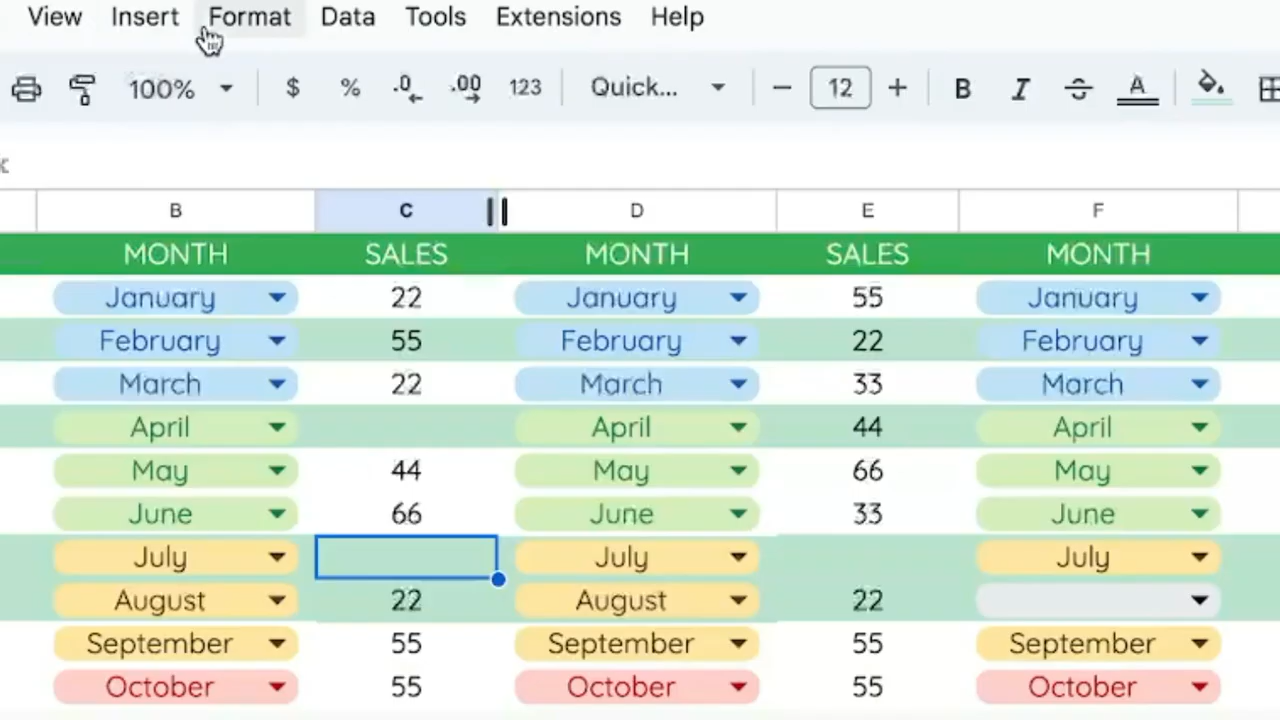 View Insert Format Data Tools Extensions Help
100% $ % .0 .00 123 Quick... − 12 + B I S A
B C D E F
MONTH SALES MONTH SALES MONTH
January 22 January 55 January
February 55 February 22 February
March 22 March 33 March
April April 44 April
May 44 May 66 May
June 66 June 33 June
July July July
August 22 August 22
September 55 September 55 September
October 55 October 55 October